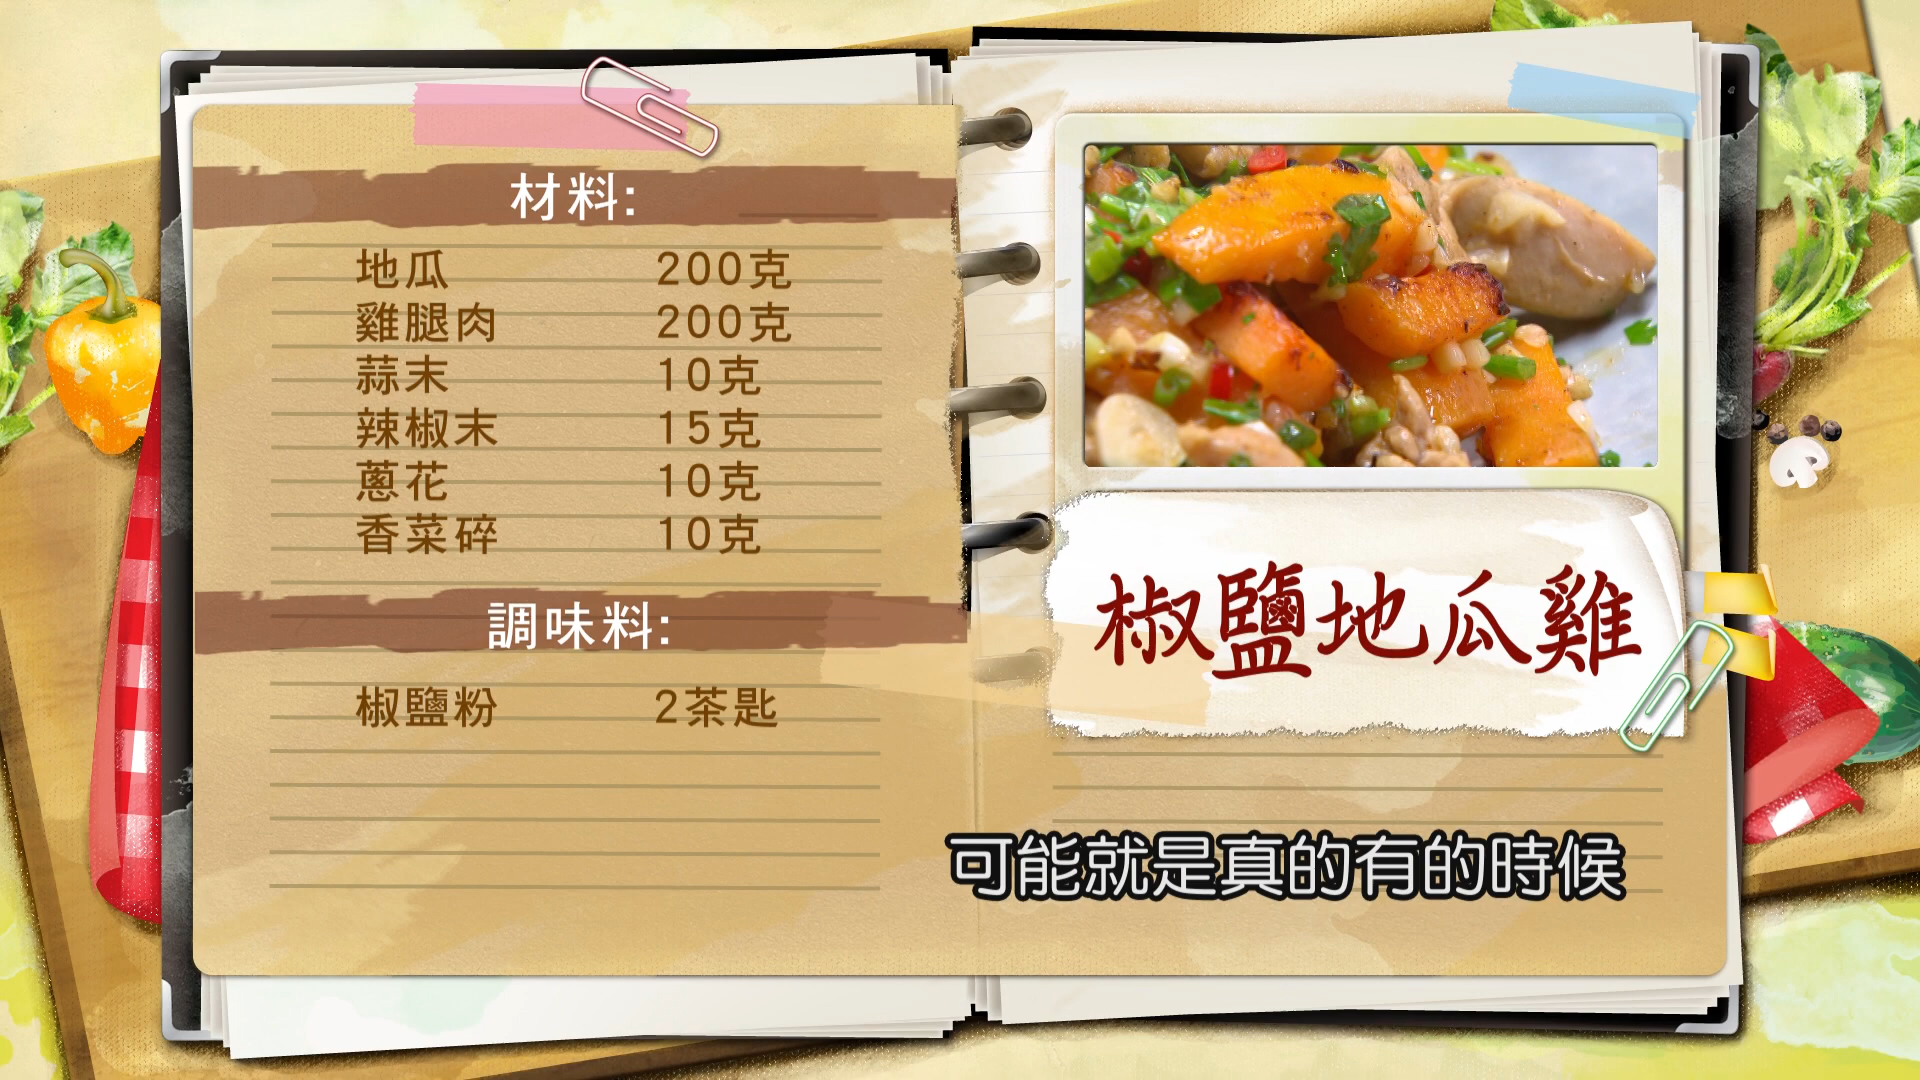 材料:
地瓜 200克
雞腿肉 200克
蒜末 10克
辣椒末 15克
蔥花 10克
香菜碎 10克
調味料:
椒鹽粉 2茶匙
椒鹽地瓜雞
可能就是真的有的時候